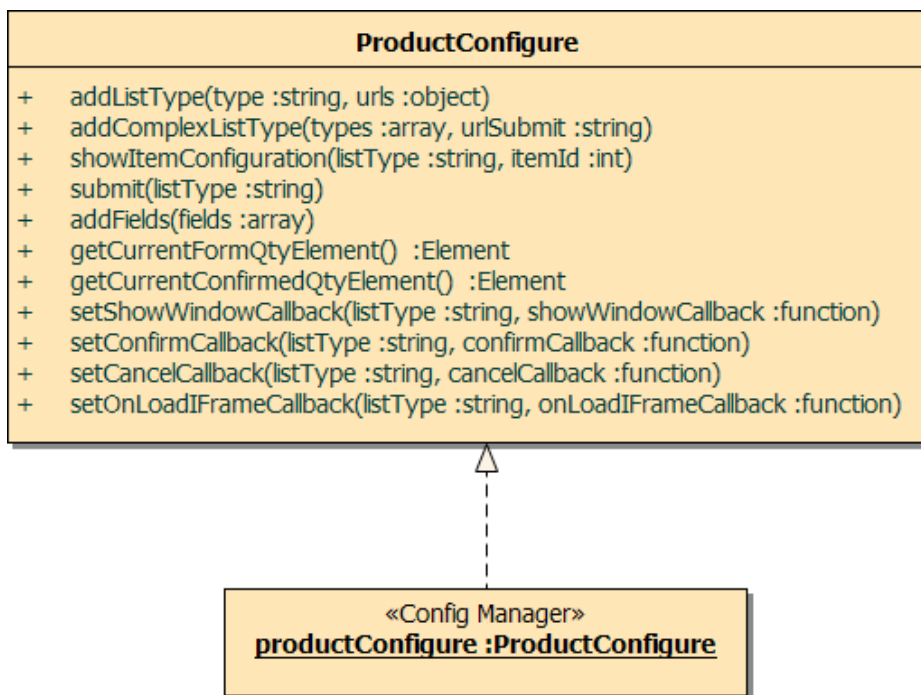 ProductConfigure
+ addListType(type :string, urls :object)
+ addComplexListType(types :array, urlSubmit :string)
+ showItemConfiguration(listType :string, itemId :int)
+ submit(listType :string)
+ addFields(fields :array)
+ getCurrentFormQtyElement() :Element
+ getCurrentConfirmedQtyElement() :Element
+ setShowWindowCallback(listType :string, showWindowCallback :function)
+ setConfirmCallback(listType :string, confirmCallback :function)
+ setCancelCallback(listType :string, cancelCallback :function)
+ setOnLoadIFrameCallback(listType :string, onLoadIFrameCallback :function)
«Config Manager»
productConfigure :ProductConfigure